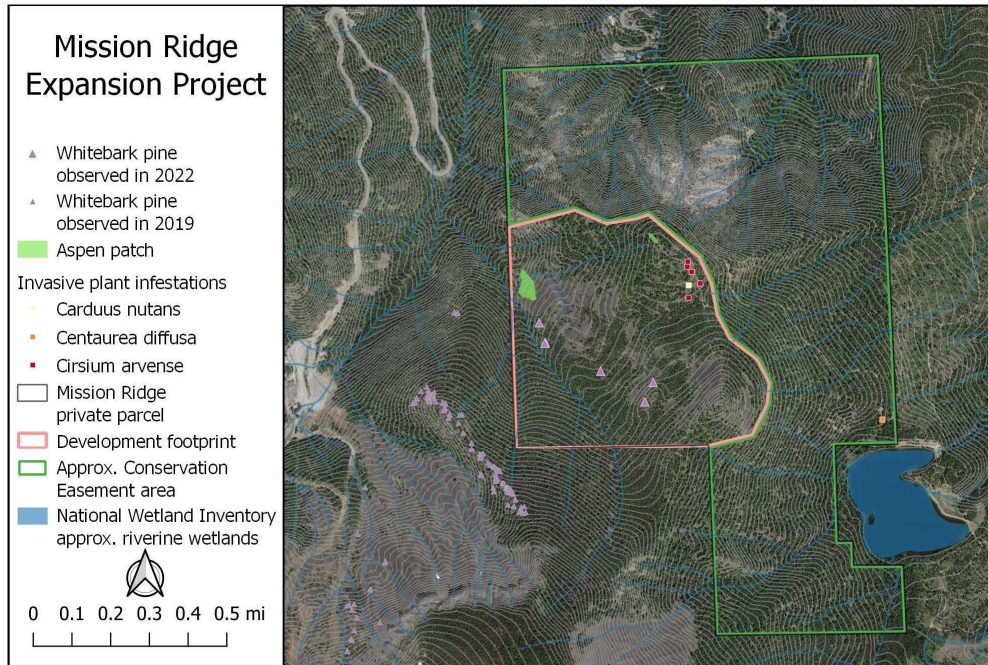 Mission Ridge
Expansion Project
Whitebark pine
observed in 2022
Whitebark pine
observed in 2019
Aspen patch
Invasive plant infestations
Carduus nutans
Centaurea diffusa
Cirsium arvense
Mission Ridge
private parcel
Development footprint
Approx. Conservation
Easement area
National Wetland Inventory
approx. riverine wetlands
0 0.1 0.2 0.3 0.4 0.5 mi